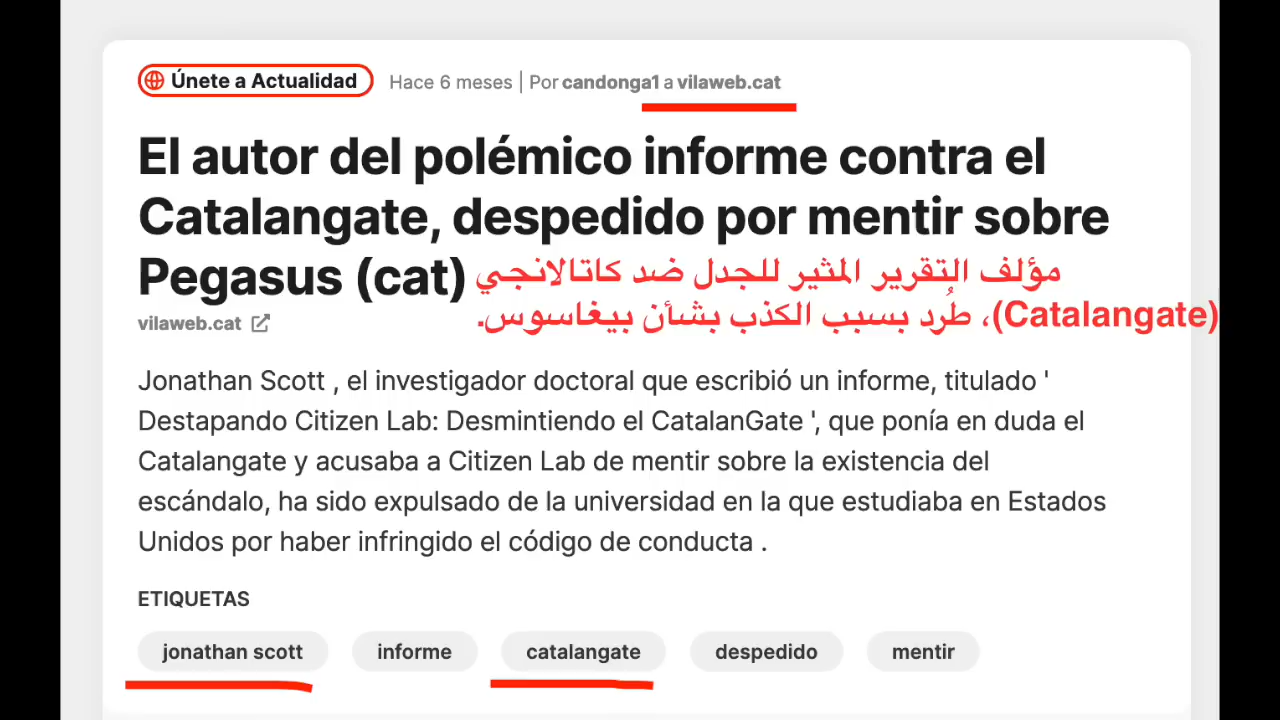 Únete a Actualidad Hace 6 meses | Por candonga1 a vilaweb.cat
El autor del polémico informe contra el
Catalangate, despedido por mentir sobre
Pegasus (cat)
مؤلف التقرير المثير للجدل ضد كاتالانجي
(Catalangate)، طُرد بسبب الكذب بشأن بيغاسوس.
vilaweb.cat
Jonathan Scott , el investigador doctoral que escribió un informe, titulado '
Destapando Citizen Lab: Desmintiendo el CatalanGate ', que ponía en duda el
Catalangate y acusaba a Citizen Lab de mentir sobre la existencia del
escándalo, ha sido expulsado de la universidad en la que estudiaba en Estados
Unidos por haber infringido el código de conducta .
ETIQUETAS
jonathan scott informe catalangate despedido mentir